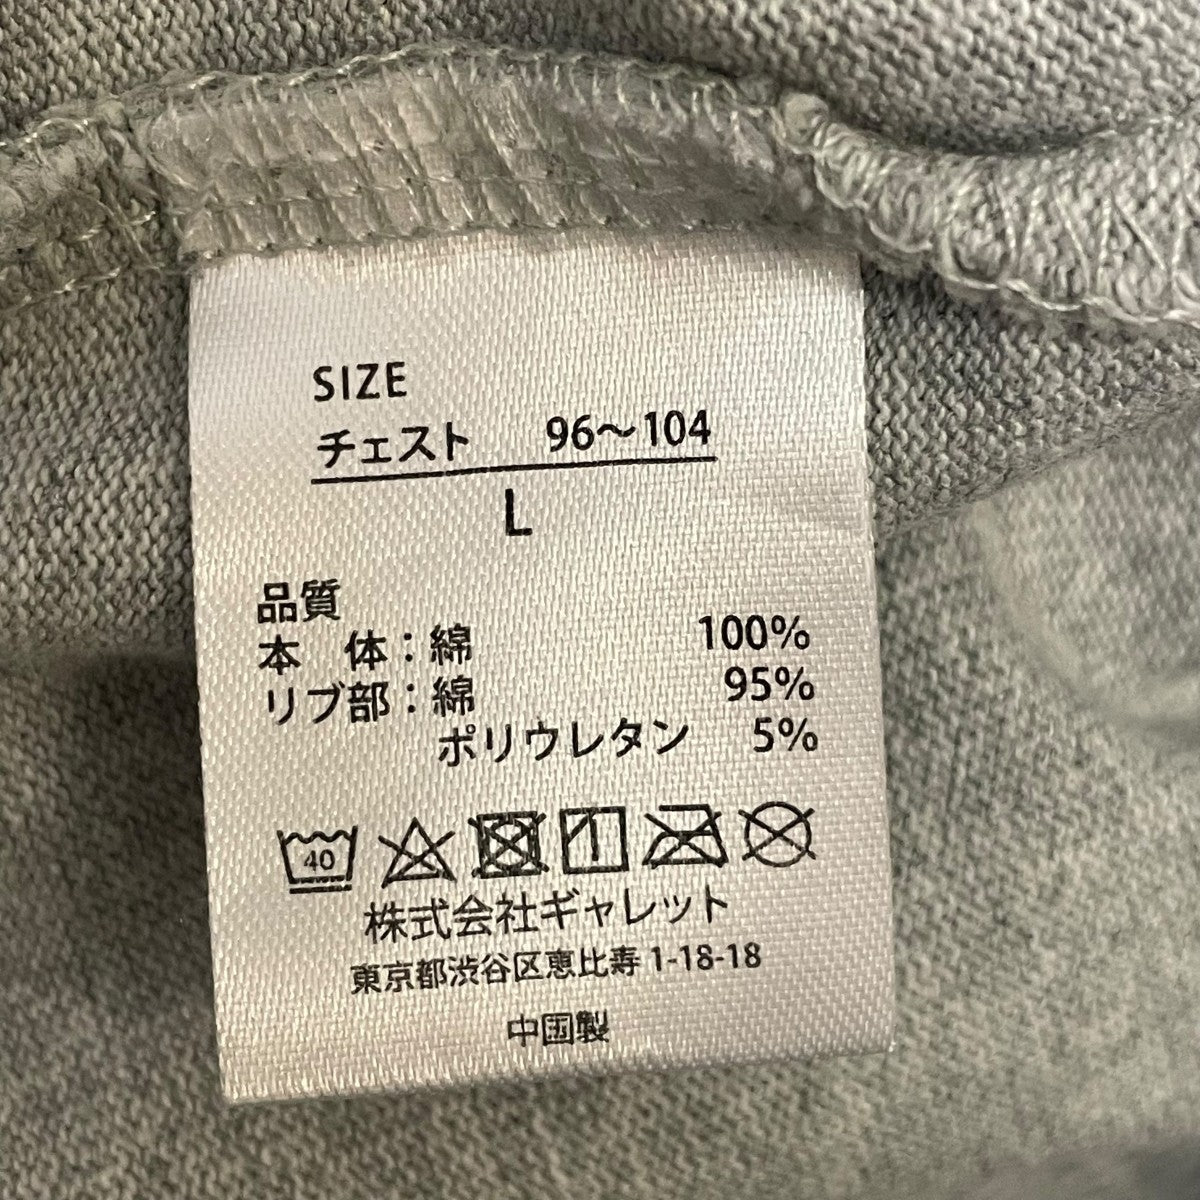 SIZE
チェスト 96～104
L
品質
本 体：綿 100%
リブ部：綿 95%
ポリウレタン 5%
40
株式会社ギャレット
東京都渋谷区恵比寿 1-18-18
中国製